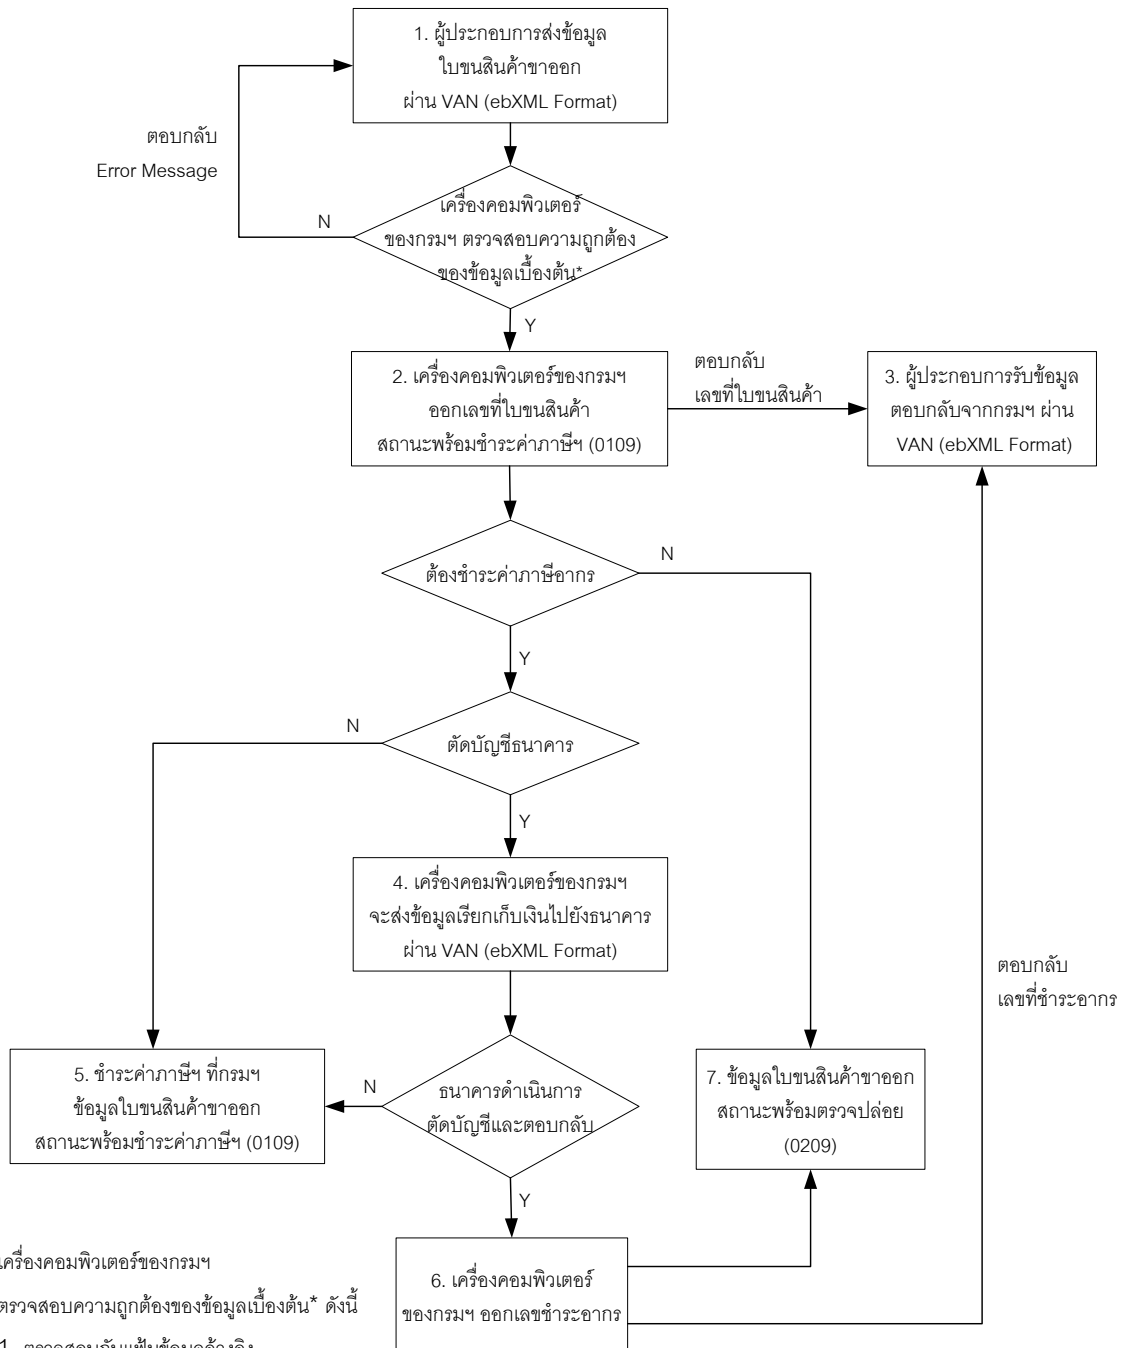 1. ผู้ประกอบการส่งข้อมูล
ใบขนสินค้าขาออก
ผ่าน VAN (ebXML Format)
ตอบกลับ
Error Message
N
เครื่องคอมพิวเตอร์
ของกรมฯ ตรวจสอบความถูกต้อง
ของข้อมูลเบื้องต้น*
Y
2. เครื่องคอมพิวเตอร์ของกรมฯ
ออกเลขที่ใบขนสินค้า
สถานะพร้อมชำระค่าภาษีฯ (0109)
ตอบกลับ
เลขที่ใบขนสินค้า
3. ผู้ประกอบการรับข้อมูล
ตอบกลับจากกรมฯ ผ่าน
VAN (ebXML Format)
ต้องชำระค่าภาษีอากร
N
Y
N
ตัดบัญชีธนาคาร
Y
4. เครื่องคอมพิวเตอร์ของกรมฯ
จะส่งข้อมูลเรียกเก็บเงินไปยังธนาคาร
ผ่าน VAN (ebXML Format)
ตอบกลับ
เลขที่ชำระอากร
5. ชำระค่าภาษีฯ ที่กรมฯ
ข้อมูลใบขนสินค้าขาออก
สถานะพร้อมชำระค่าภาษีฯ (0109)
N
ธนาคารดำเนินการ
ตัดบัญชีและตอบกลับ
7. ข้อมูลใบขนสินค้าขาออก
สถานะพร้อมตรวจปล่อย
(0209)
Y
6. เครื่องคอมพิวเตอร์
ของกรมฯ ออกเลขชำระอากร
เครื่องคอมพิวเตอร์ของกรมฯ
ตรวจสอบความถูกต้องของข้อมูลเบื้องต้น* ดังนี้
1. ตรวจสอบกับแฟ้มข้อมูลอ้างอิง